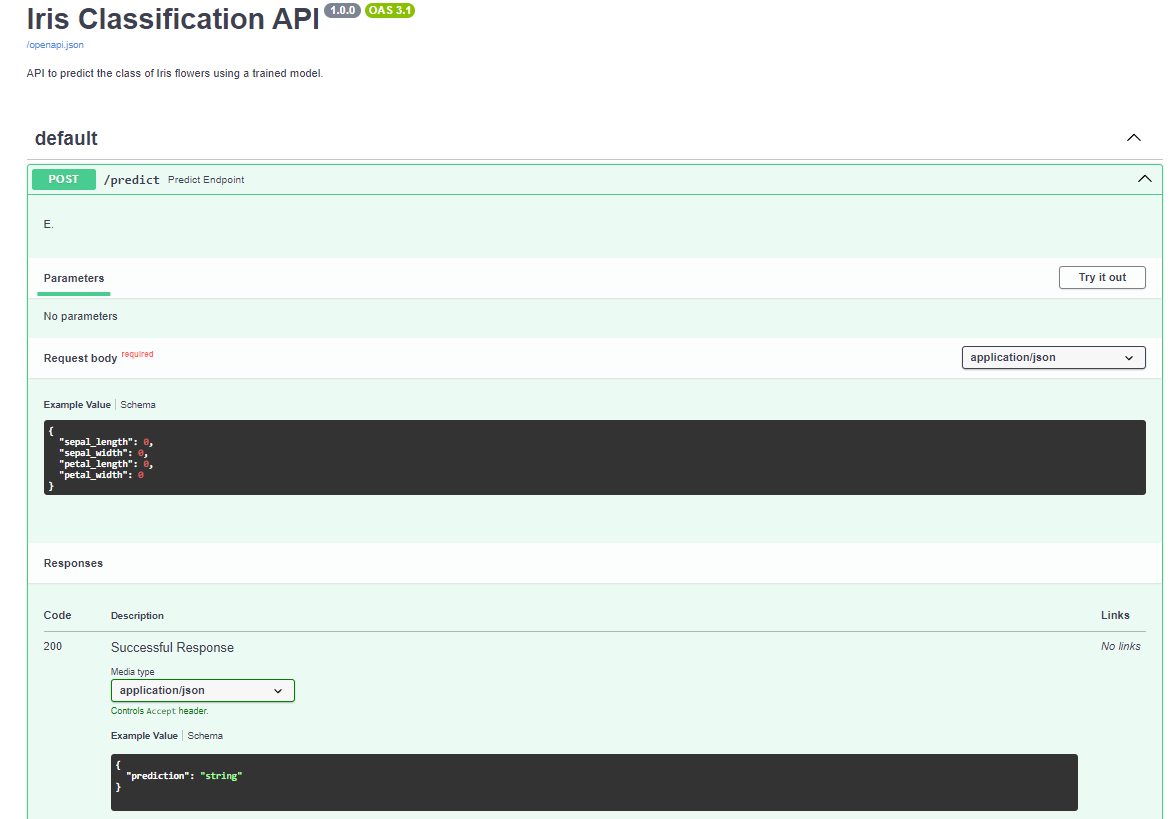 Iris Classification API 1.0.0 OAS 3.1
/openapi.json
API to predict the class of Iris flowers using a trained model.
default
POST /predict Predict Endpoint
E.
Parameters Try it out
No parameters
Request body required application/json
Example Value Schema
{
"sepal_length": 0,
"sepal_width": 0,
"petal_length": 0,
"petal_width": 0
}
Responses
Code Description Links
200 Successful Response No links
Media type
application/json
Controls Accept header.
Example Value Schema
{
"prediction": "string"
}